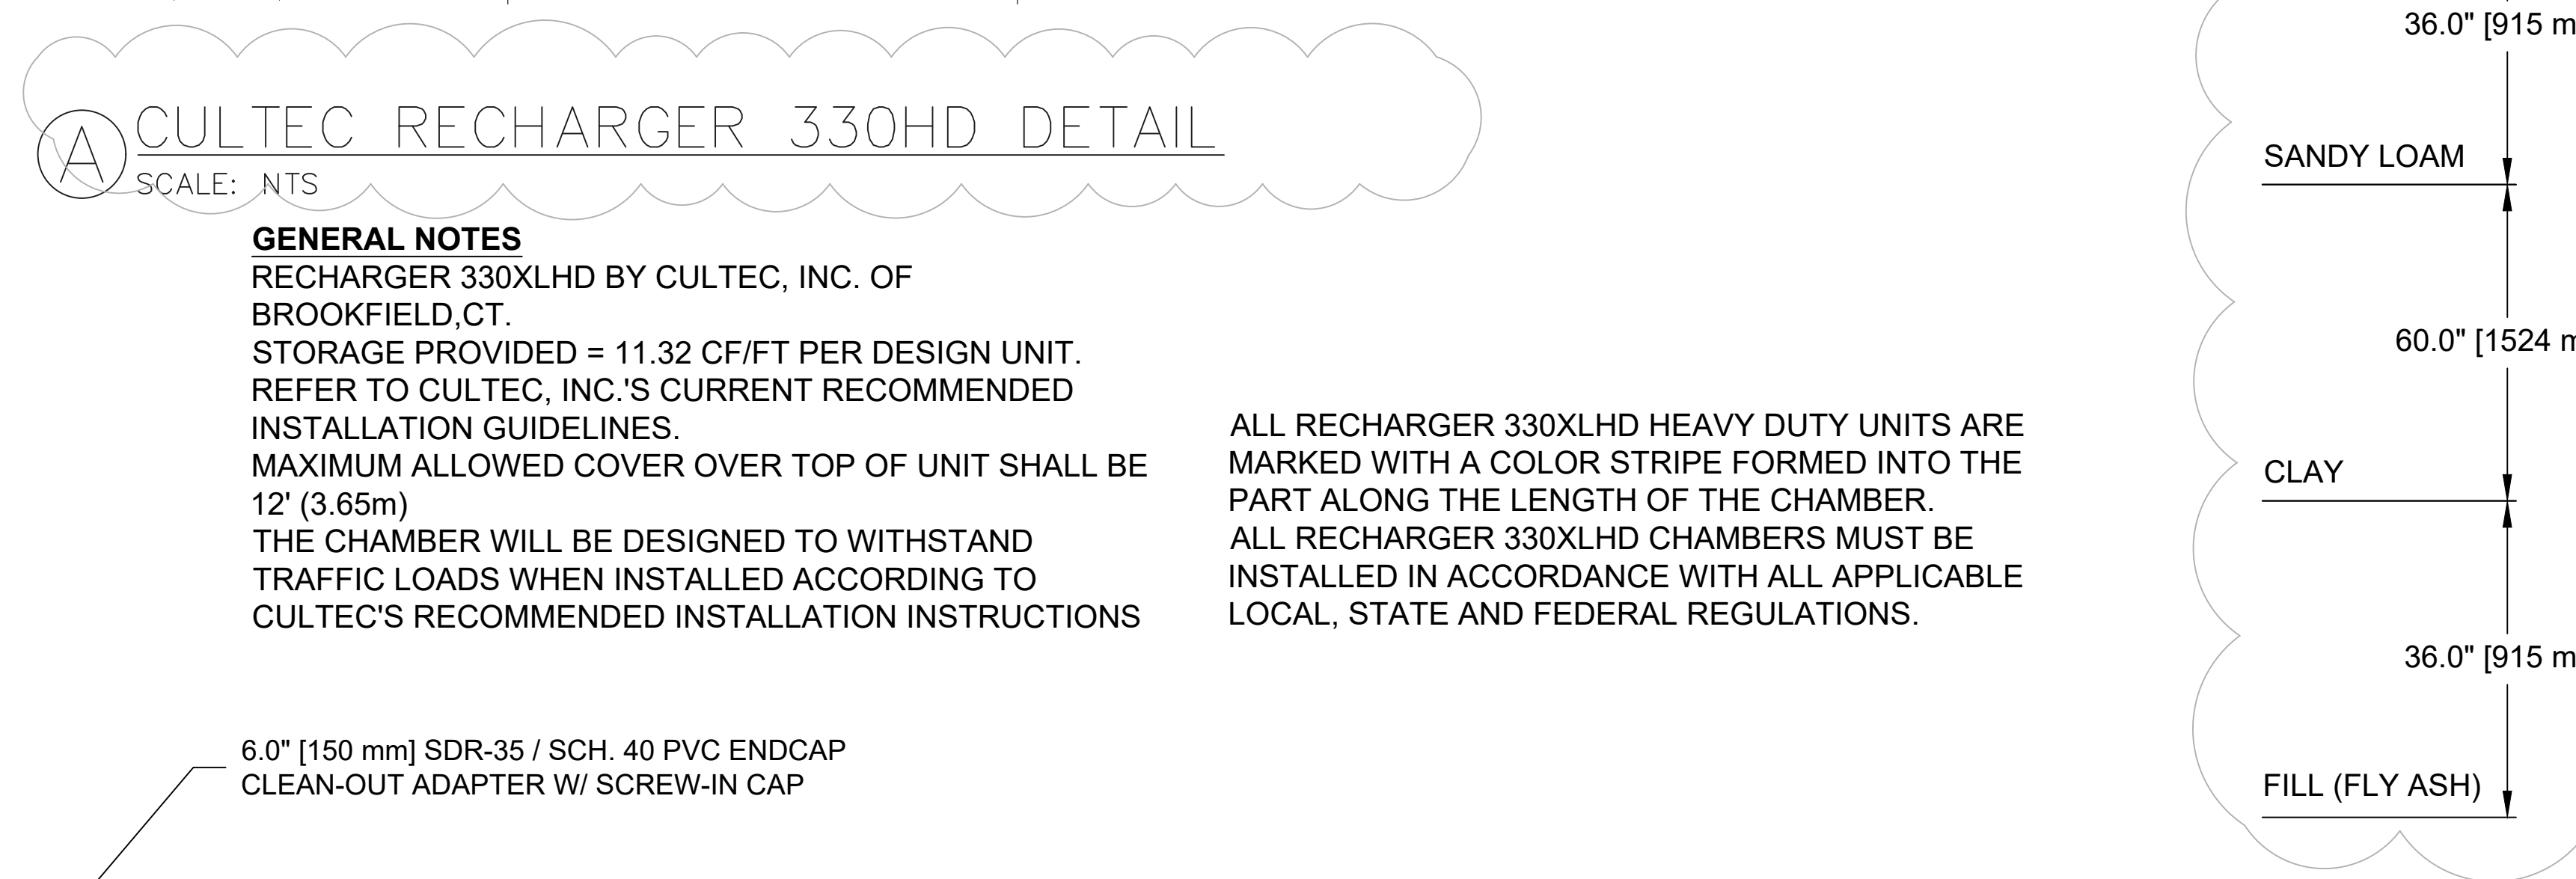 A
CULTEC RECHARGER 330HD DETAIL
SCALE: NTS
GENERAL NOTES
RECHARGER 330XLHD BY CULTEC, INC. OF
BROOKFIELD,CT.
STORAGE PROVIDED = 11.32 CF/FT PER DESIGN UNIT.
REFER TO CULTEC, INC.'S CURRENT RECOMMENDED
INSTALLATION GUIDELINES.
MAXIMUM ALLOWED COVER OVER TOP OF UNIT SHALL BE
12' (3.65m)
THE CHAMBER WILL BE DESIGNED TO WITHSTAND
TRAFFIC LOADS WHEN INSTALLED ACCORDING TO
CULTEC'S RECOMMENDED INSTALLATION INSTRUCTIONS
ALL RECHARGER 330XLHD HEAVY DUTY UNITS ARE
MARKED WITH A COLOR STRIPE FORMED INTO THE
PART ALONG THE LENGTH OF THE CHAMBER.
ALL RECHARGER 330XLHD CHAMBERS MUST BE
INSTALLED IN ACCORDANCE WITH ALL APPLICABLE
LOCAL, STATE AND FEDERAL REGULATIONS.
6.0" [150 mm] SDR-35 / SCH. 40 PVC ENDCAP
CLEAN-OUT ADAPTER W/ SCREW-IN CAP
36.0" [915
SANDY LOAM
60.0" [1524
CLAY
36.0" [915
FILL (FLY ASH)